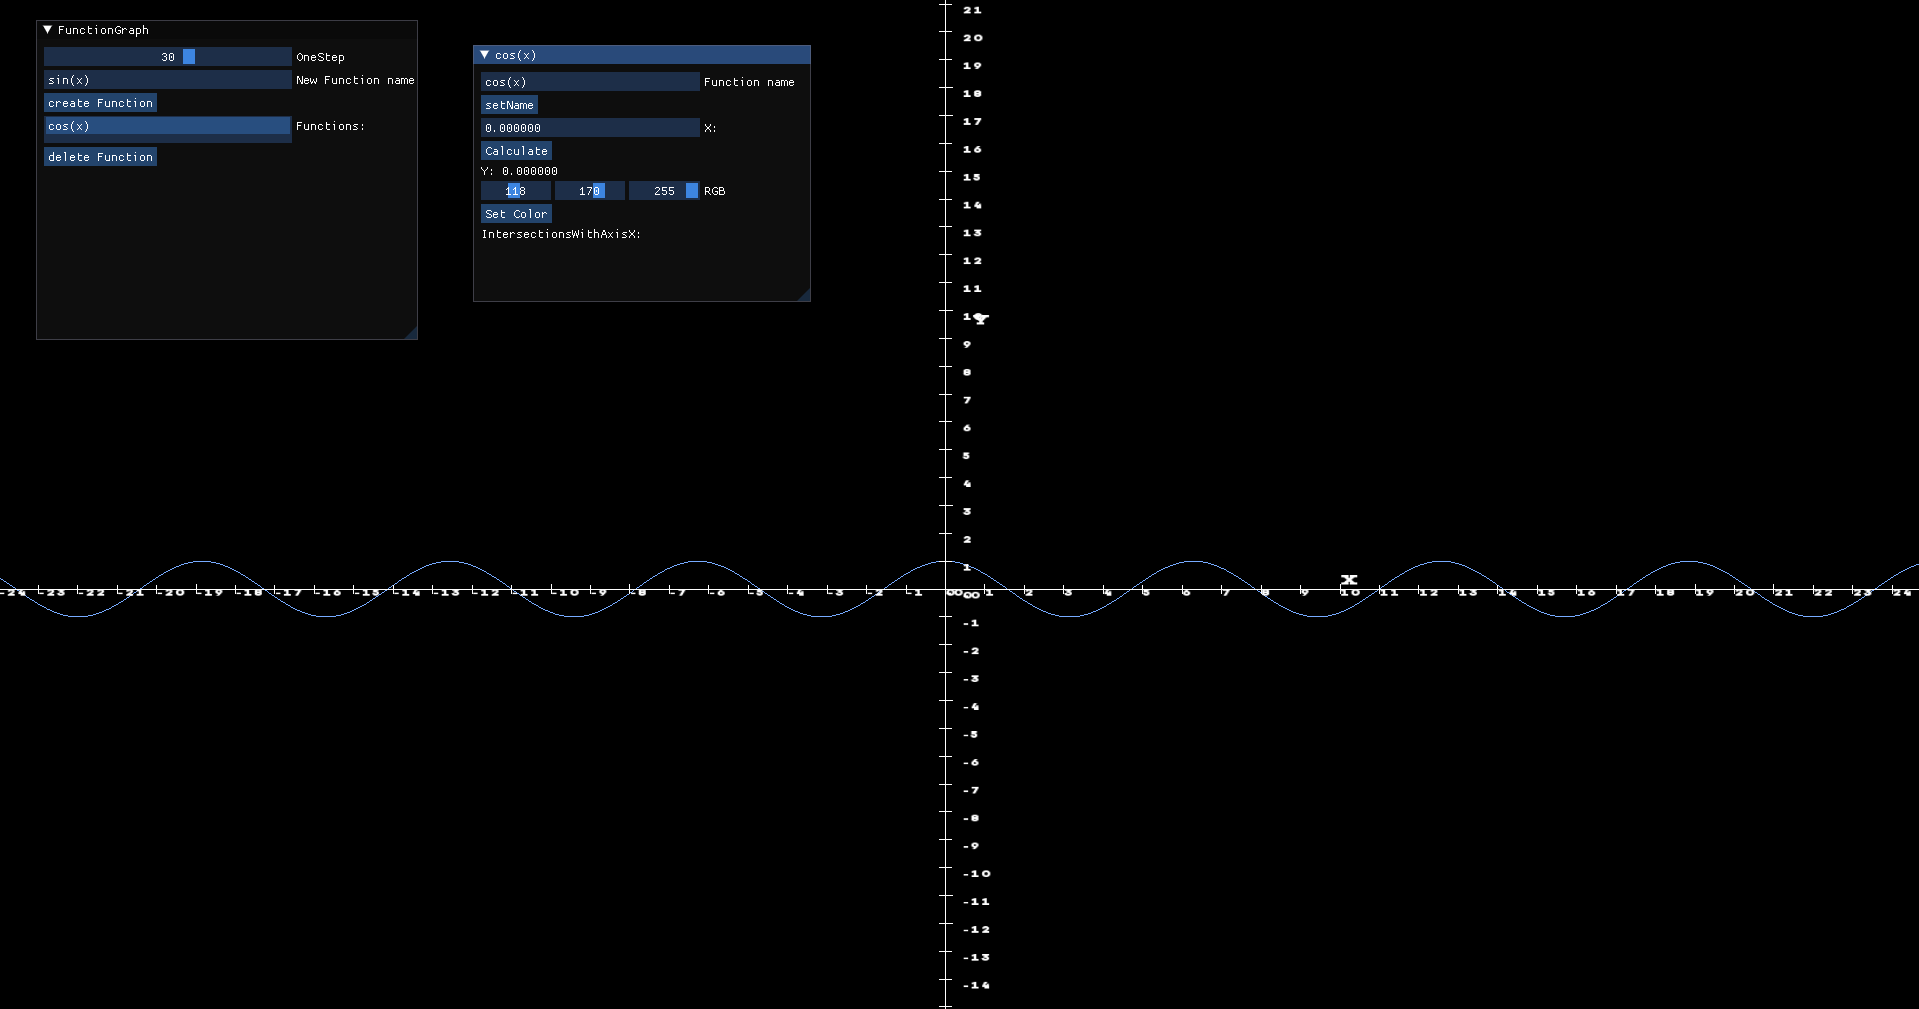 FunctionGraph
30 OneStep
sin(x) New Function name
create Function
cos(x) Functions:
delete Function
cos(x)
cos(x) Function name
setName
0.000000 X:
Calculate
Y: 0.000000
118 170 255 RGB
Set Color
IntersectionsWithAxisX:
21
20
19
18
17
16
15
14
13
12
11
10 Y
9
8
7
6
5
4
3
2
1
X
-24 -23 -22 -21 -20 -19 -18 -17 -16 -15 -14 -13 -12 -11 -10 -9 -8 -7 -6 -5 -4 -3 -2 -1 0 1 2 3 4 5 6 7 8 9 10 11 12 13 14 15 16 17 18 19 20 21 22 23 24
-1
-2
-3
-4
-5
-6
-7
-8
-9
-10
-11
-12
-13
-14